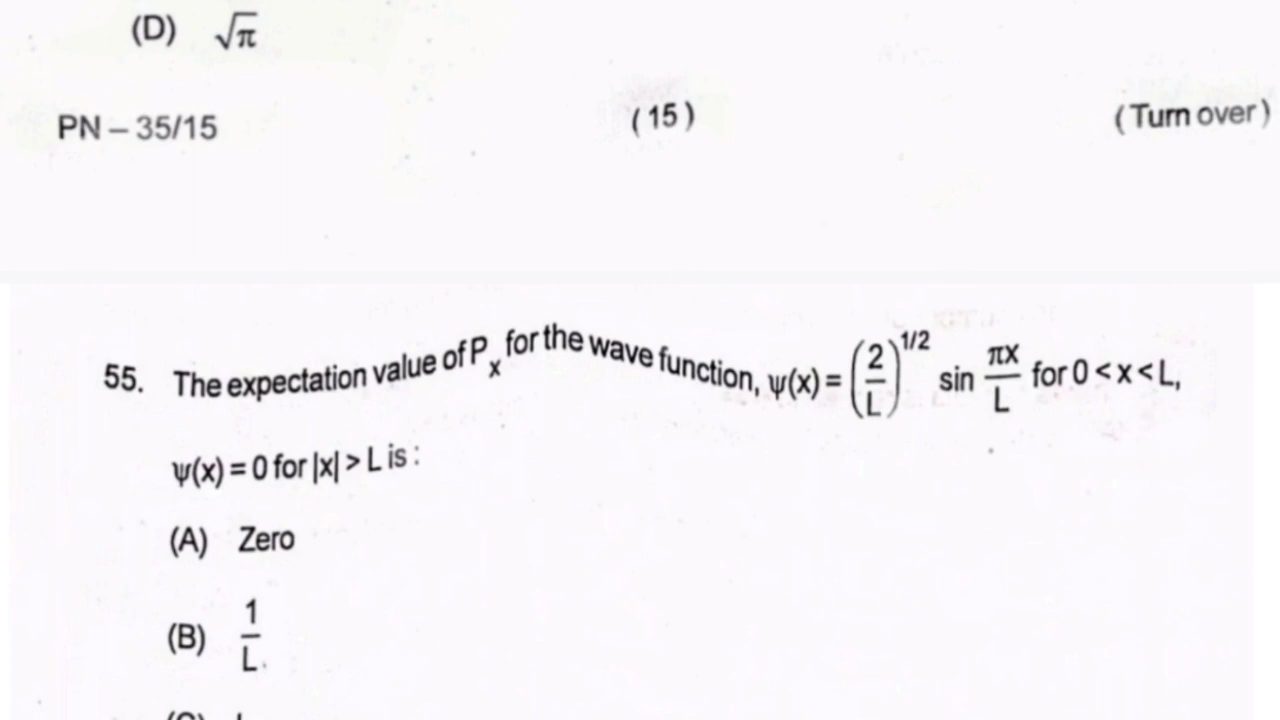 (D) √π
PN – 35/15 (15) (Turn over)
55. The expectation value of Pₓ for the wave function, ψ(x) = (2/L)^1/2 sin πx/L for 0 < x < L,
ψ(x) = 0 for |x| > L is :
(A) Zero
(B) 1/L